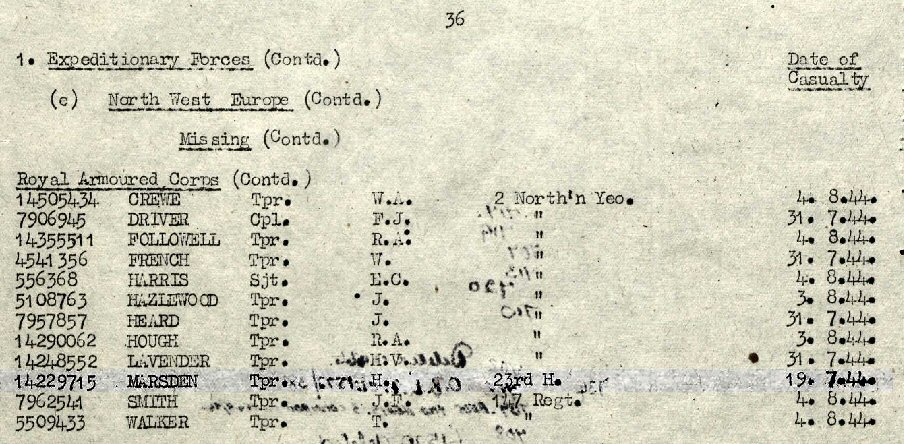 36
1. Expeditionary Forces (Contd.)
Date of Casualty
(e) North West Europe (Contd.)
Missing (Contd.)
Royal Armoured Corps (Contd.)
14505434 CREWE Tpr. W.A. 2 North'n Yeo. 4. 8.44.
7906945 DRIVER Cpl. F.J. " 31. 7.44.
14355511 FOLLOWELL Tpr. R.A. " 4. 8.44.
4541356 FRENCH Tpr. W. " 31. 7.44.
556368 HARRIS Sjt. E.C. " 4. 8.44.
5108763 HAZLEWOOD Tpr. J. " 3. 8.44.
7957857 HEARD Tpr. J. " 31. 7.44.
14290062 HOUGH Tpr. R.A. " 3. 8.44.
14248552 LAVENDER Tpr. H.V. " 31. 7.44.
14229715 MARSDEN Tpr. H. 23rd H. 19. 7.44.
7962541 SMITH Tpr. J.F. 147 Regt. 4. 8.44.
5509433 WALKER Tpr. T. " 4. 8.44.